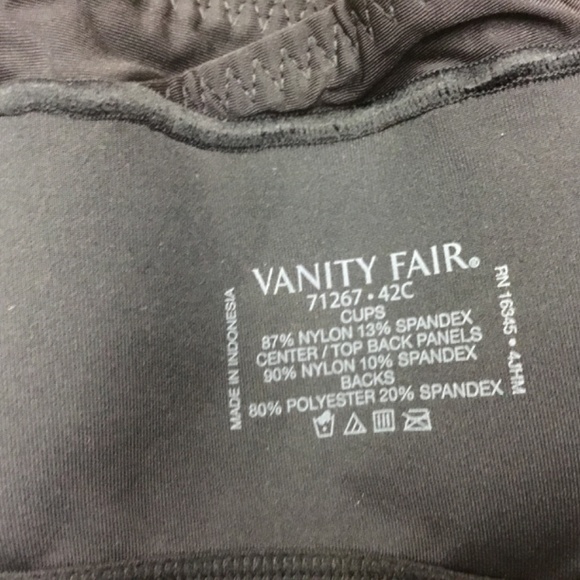 VANITY FAIR®
71267 • 42C
CUPS
87% NYLON 13% SPANDEX
CENTER / TOP BACK PANELS
90% NYLON 10% SPANDEX
BACKS
80% POLYESTER 20% SPANDEX
MADE IN INDONESIA
RN 16345 • 4JHM